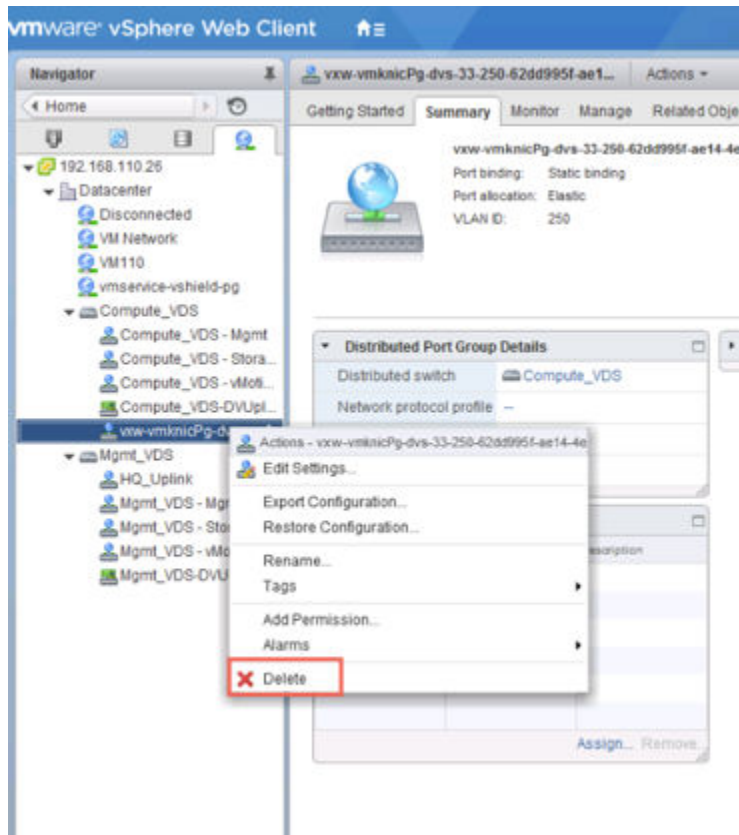 vmware® vSphere Web Client
Navigator
vxw-vmknicPg-dvs-33-250-62dd995f-ae1... Actions
Home
Getting Started Summary Monitor Manage Related Obje
vxw-vmknicPg-dvs-33-250-62dd995f-ae14-4e
Port binding: Static binding
Port allocation: Elastic
VLAN ID: 250
192.168.110.26
Datacenter
Disconnected
VM Network
VM110
vmservice-vshield-pg
Compute_VDS
Compute_VDS - Mgmt
Compute_VDS - Stora...
Compute_VDS - vMoti...
Compute_VDS-DVUpl...
vxw-vmknicPg-d
Mgmt_VDS
HQ_Uplink
Mgmt_VDS - Mgr
Mgmt_VDS - Sto
Mgmt_VDS - vMo
Mgmt_VDS-DVU
Distributed Port Group Details
Distributed switch Compute_VDS
Network protocol profile --
Actions - vxw-vmknicPg-dvs-33-250-62dd995f-ae14-4e
Edit Settings...
Export Configuration...
Restore Configuration...
Rename...
Tags
Add Permission...
Alarms
Delete
escription
Assign... Remove